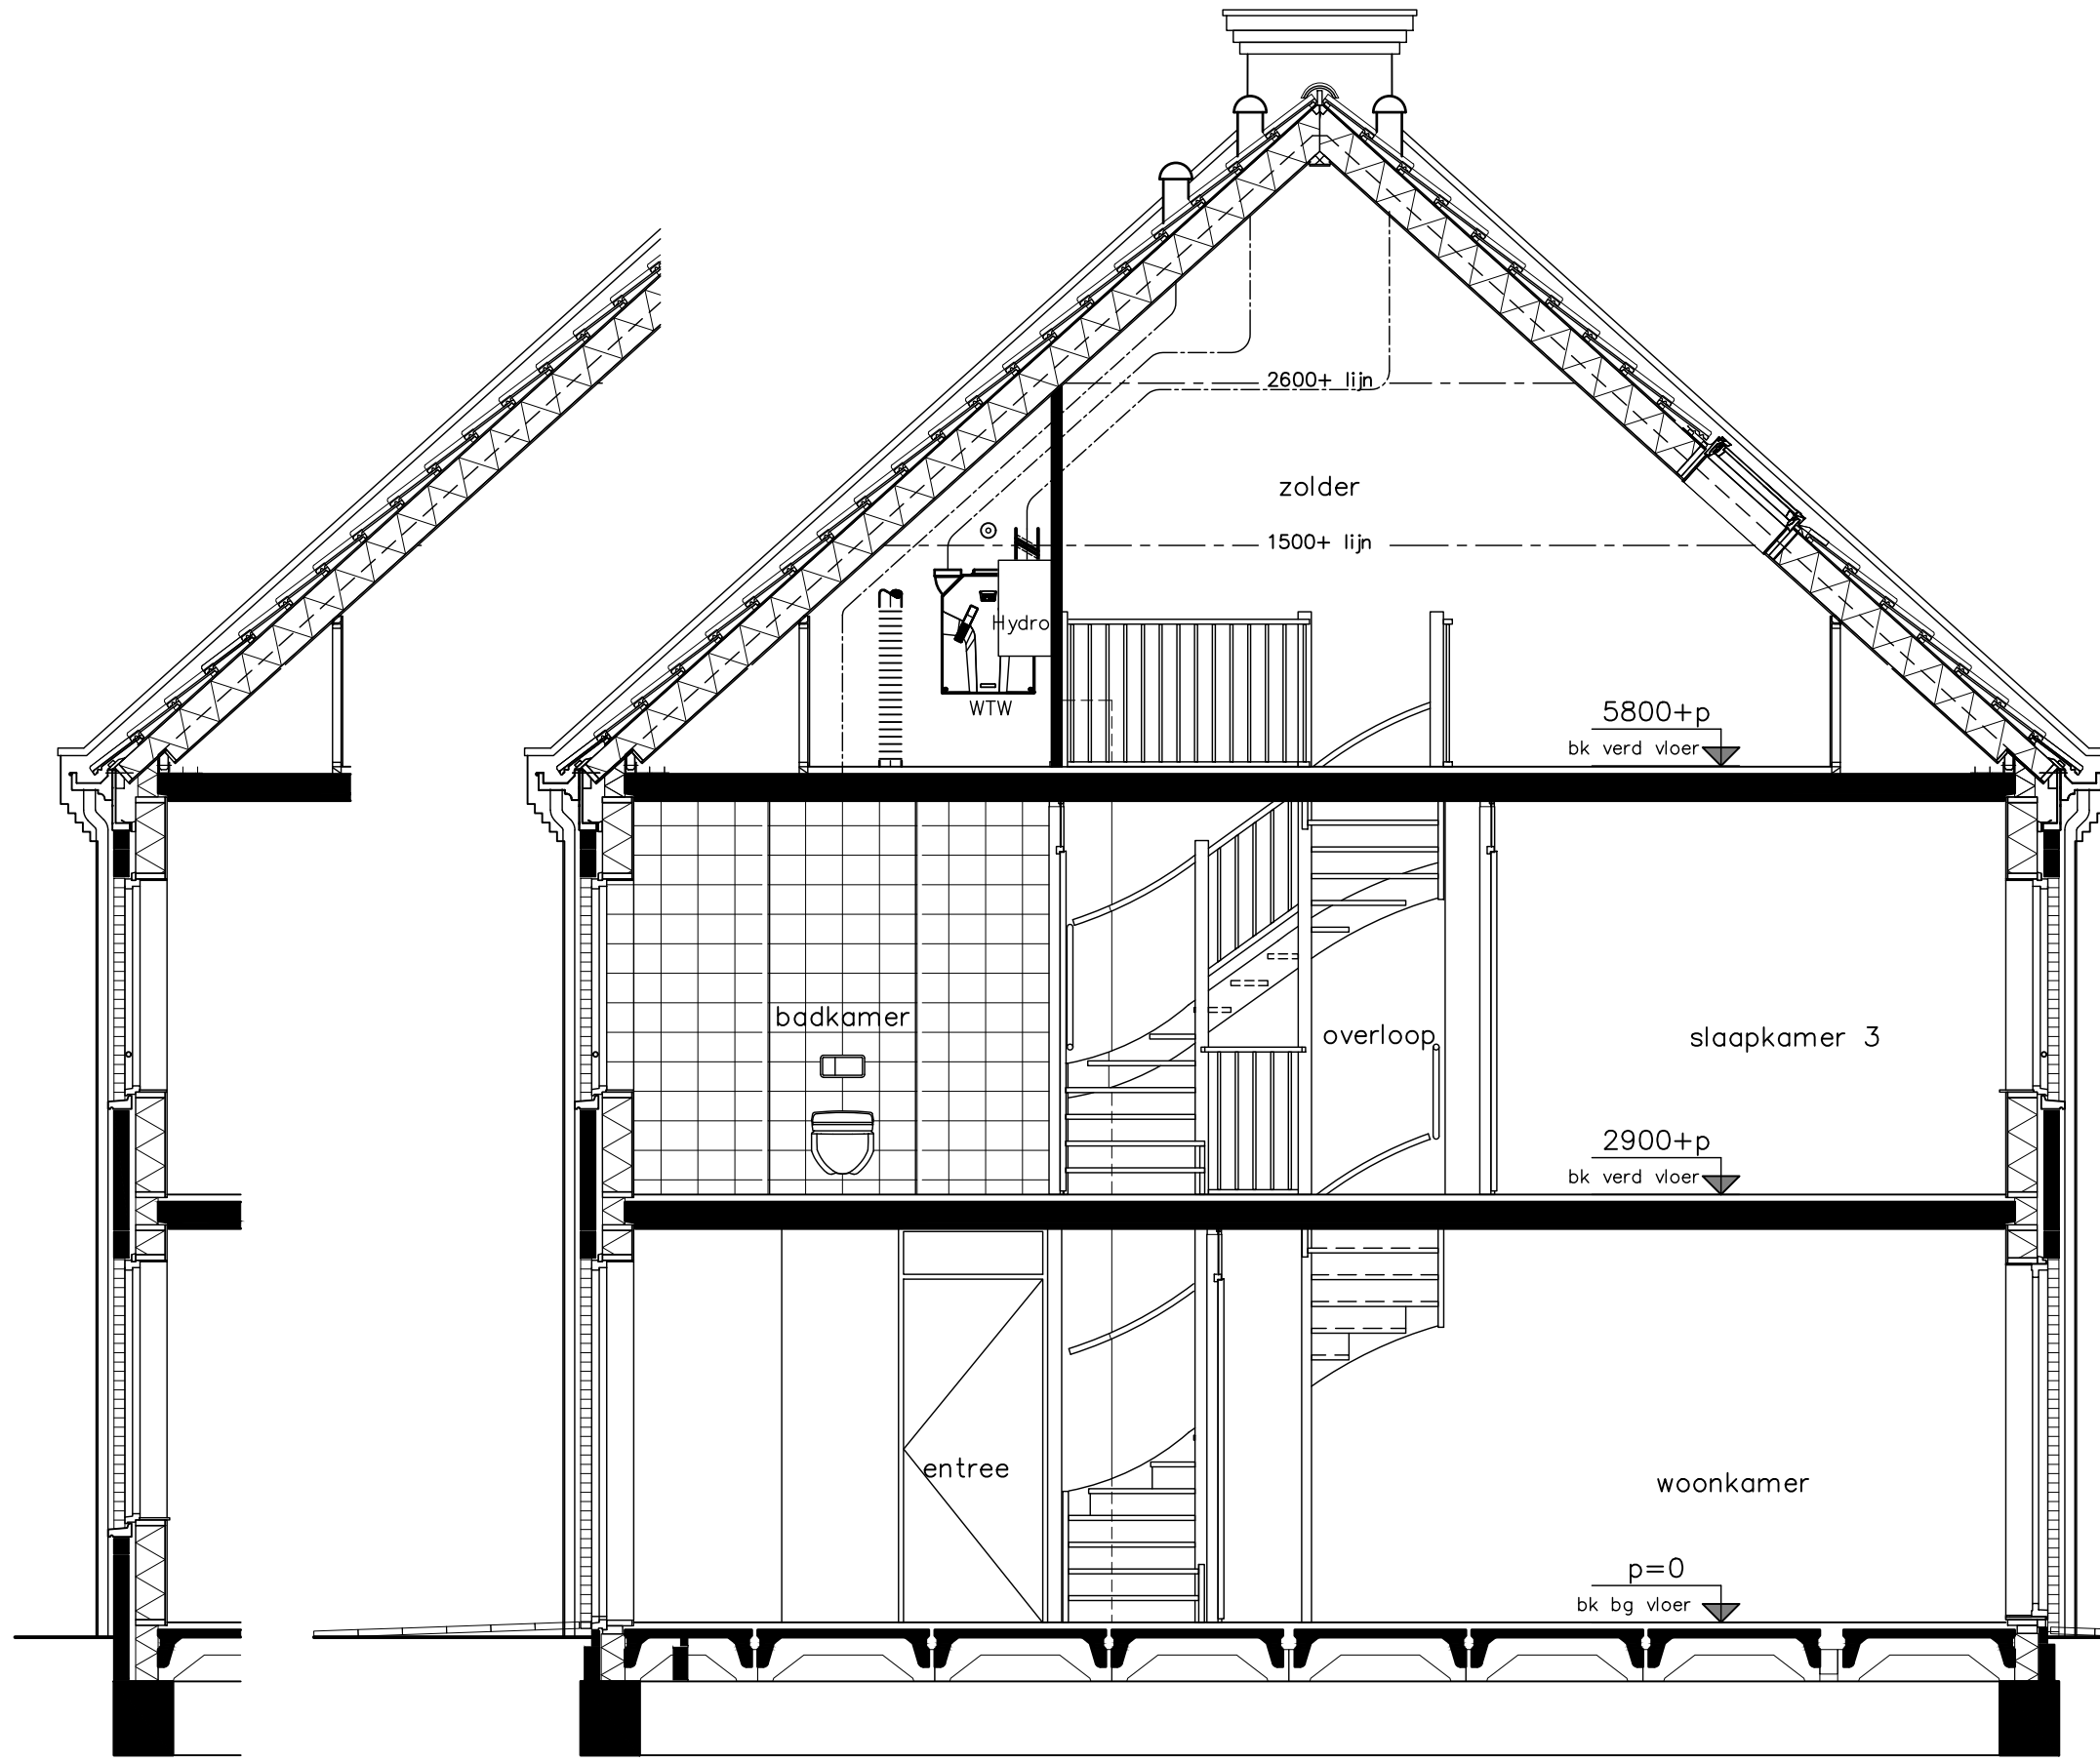 2600+ lijn
zolder
1500+ lijn
Hydro
WTW
5800+p
bk verd vloer
badkamer
overloop
slaapkamer 3
2900+p
bk verd vloer
entree
woonkamer
p=0
bk bg vloer